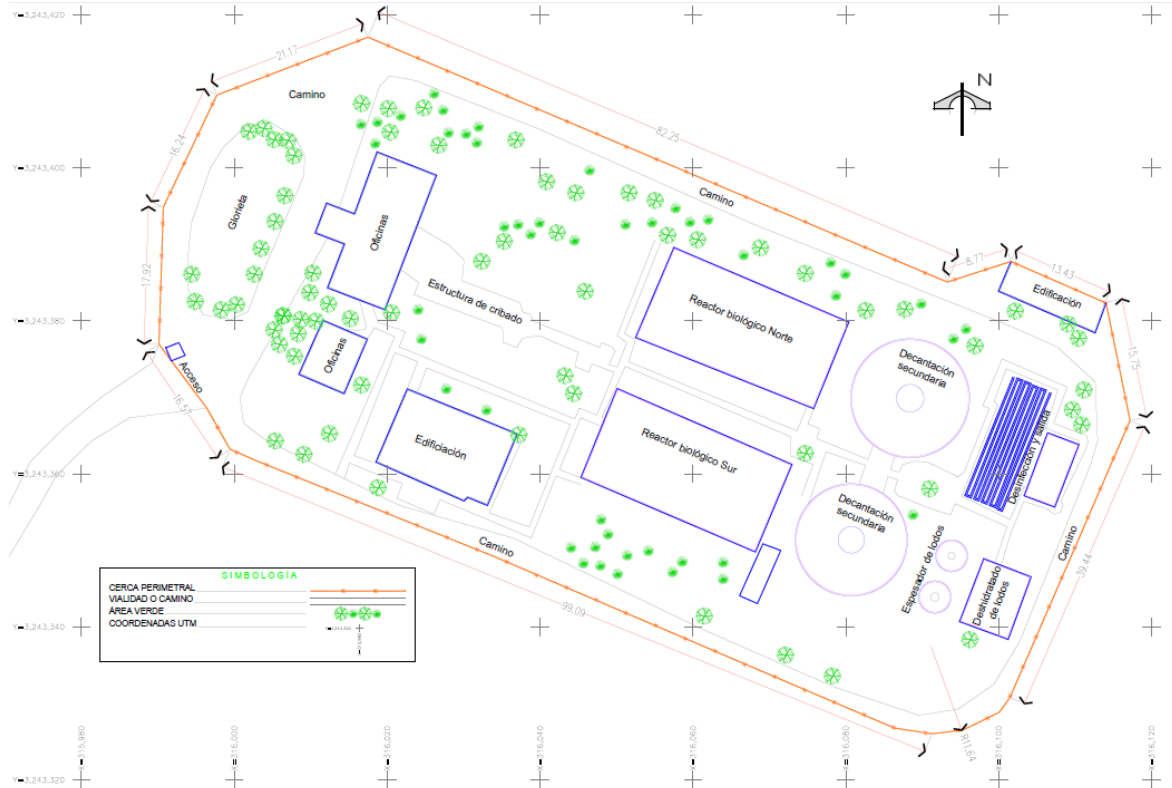 Y=3,243,420
21.17
N
Camino
82.25
16.24
Y=3,243,400
Camino
Glorieta
Oficinas
8.77
13.43
17.92
Edificación
Estructura de cribado
Reactor biológico Norte
Y=3,243,380
15.75
Oficinas
Decantación
secundaria
Acceso
16.57
Edificiación
Reactor biológico Sur
Desinfección y salida
Y=3,243,360
Decantación
secundaria
Camino
Camino
Espesador de lodos
39.44
Deshidratado
de lodos
SIMBOLOGÍA
CERCA PERIMETRAL
VIALIDAD O CAMINO
ÁREA VERDE
COORDENADAS UTM
99.09
Y=3,243,340
R11.64
X=315,980
X=316,000
X=316,020
X=316,040
X=316,060
X=316,080
X=316,100
X=316,120
Y=3,243,320